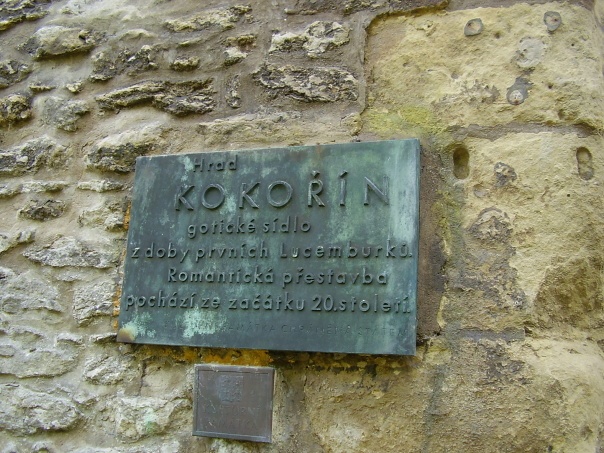 Hrad
KOKOŘÍN
gotické sídlo
z doby prvních Lucemburků.
Romantická přestavba
pochází ze začátku 20. století.